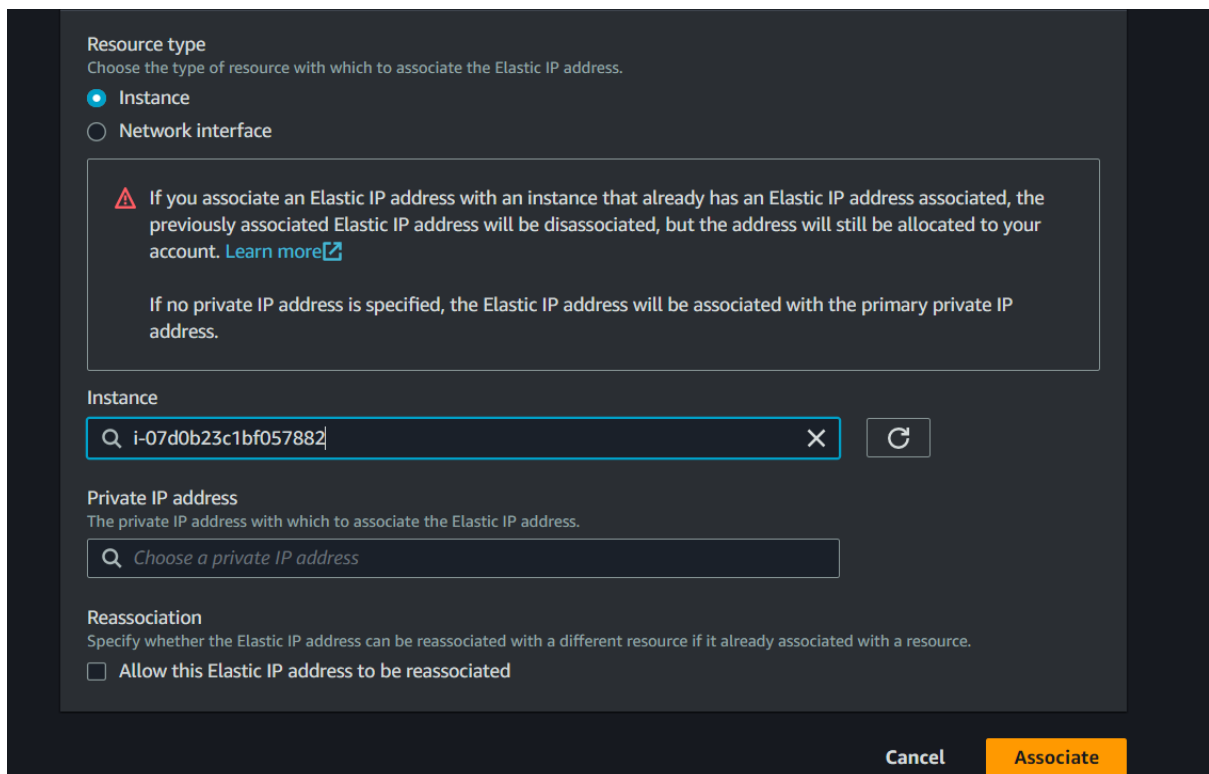 Resource type
Choose the type of resource with which to associate the Elastic IP address.
Instance
Network interface
If you associate an Elastic IP address with an instance that already has an Elastic IP address associated, the
previously associated Elastic IP address will be disassociated, but the address will still be allocated to your
account. Learn more
If no private IP address is specified, the Elastic IP address will be associated with the primary private IP
address.
Instance
i-07d0b23c1bf057882
Private IP address
The private IP address with which to associate the Elastic IP address.
Choose a private IP address
Reassociation
Specify whether the Elastic IP address can be reassociated with a different resource if it already associated with a resource.
Allow this Elastic IP address to be reassociated
Cancel Associate